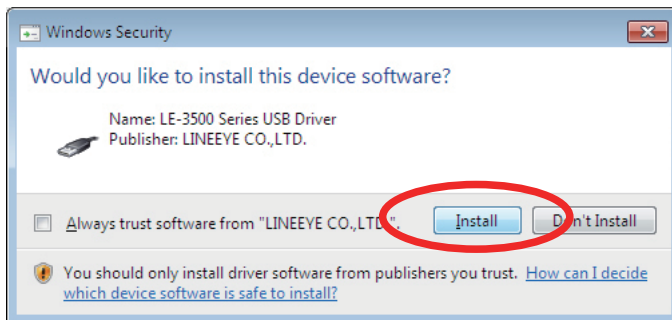 Windows Security
Would you like to install this device software?
Name: LE-3500 Series USB Driver
Publisher: LINEEYE CO.,LTD.
Always trust software from "LINEEYE CO.,LTD.". Install Don't Install
You should only install driver software from publishers you trust. How can I decide
which device software is safe to install?